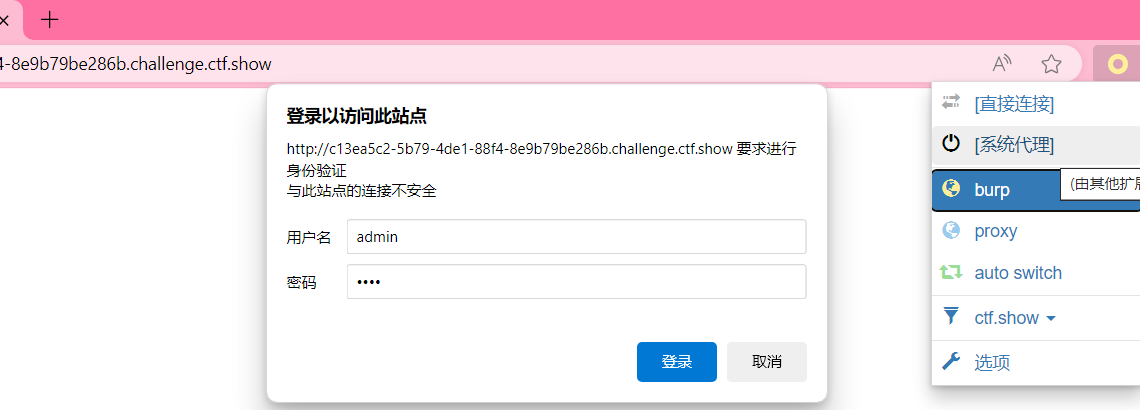 4-8e9b79be286b.challenge.ctf.show
登录以访问此站点
http://c13ea5c2-5b79-4de1-88f4-8e9b79be286b.challenge.ctf.show 要求进行
身份验证
与此站点的连接不安全
用户名 admin
密码 ••••
登录 取消
[直接连接]
[系统代理]
burp
(由其他扩展
proxy
auto switch
ctf.show
选项